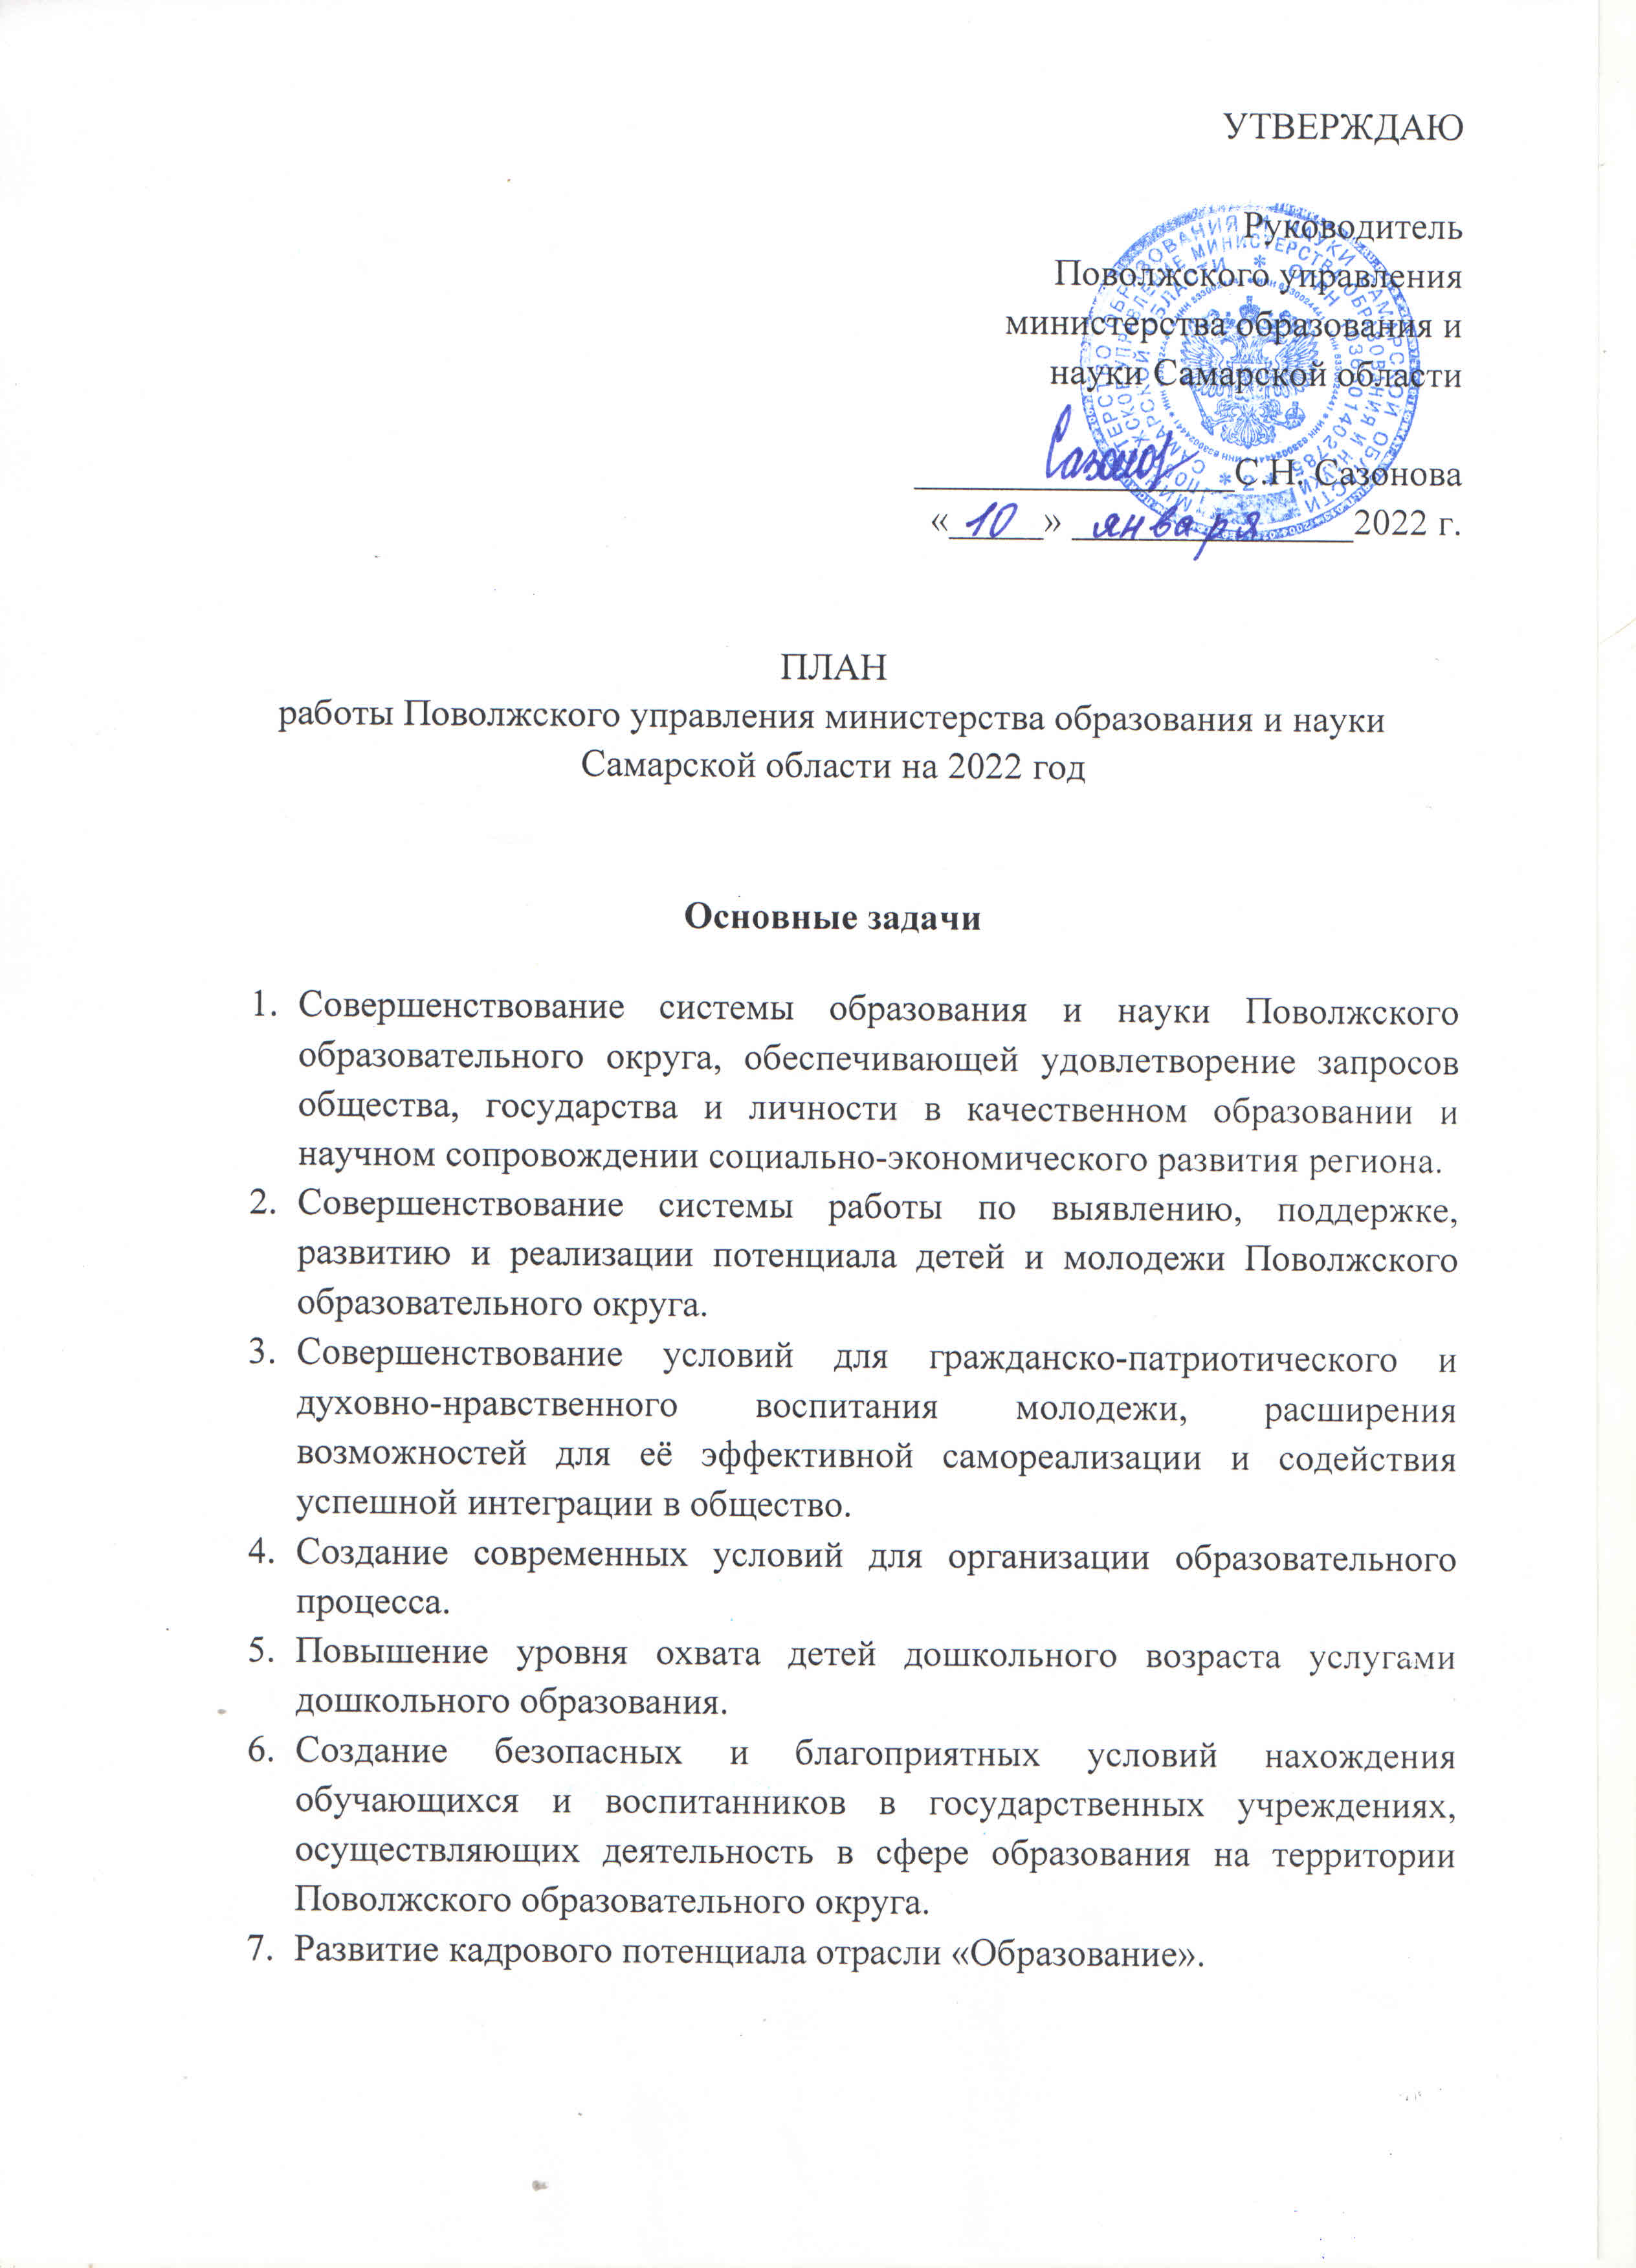 УТВЕРЖДАЮ
Руководитель
Поволжского управления
министерства образования и
науки Самарской области
Сазонов
С.Н. Сазонова
« 10 » января 2022 г.
ПЛАН
работы Поволжского управления министерства образования и науки
Самарской области на 2022 год
Основные задачи
1. Совершенствование системы образования и науки Поволжского
образовательного округа, обеспечивающей удовлетворение запросов
общества, государства и личности в качественном образовании и
научном сопровождении социально-экономического развития региона.
2. Совершенствование системы работы по выявлению, поддержке,
развитию и реализации потенциала детей и молодежи Поволжского
образовательного округа.
3. Совершенствование условий для гражданско-патриотического и
духовно-нравственного воспитания молодежи, расширения
возможностей для её эффективной самореализации и содействия
успешной интеграции в общество.
4. Создание современных условий для организации образовательного
процесса.
5. Повышение уровня охвата детей дошкольного возраста услугами
дошкольного образования.
6. Создание безопасных и благоприятных условий нахождения
обучающихся и воспитанников в государственных учреждениях,
осуществляющих деятельность в сфере образования на территории
Поволжского образовательного округа.
7. Развитие кадрового потенциала отрасли «Образование».